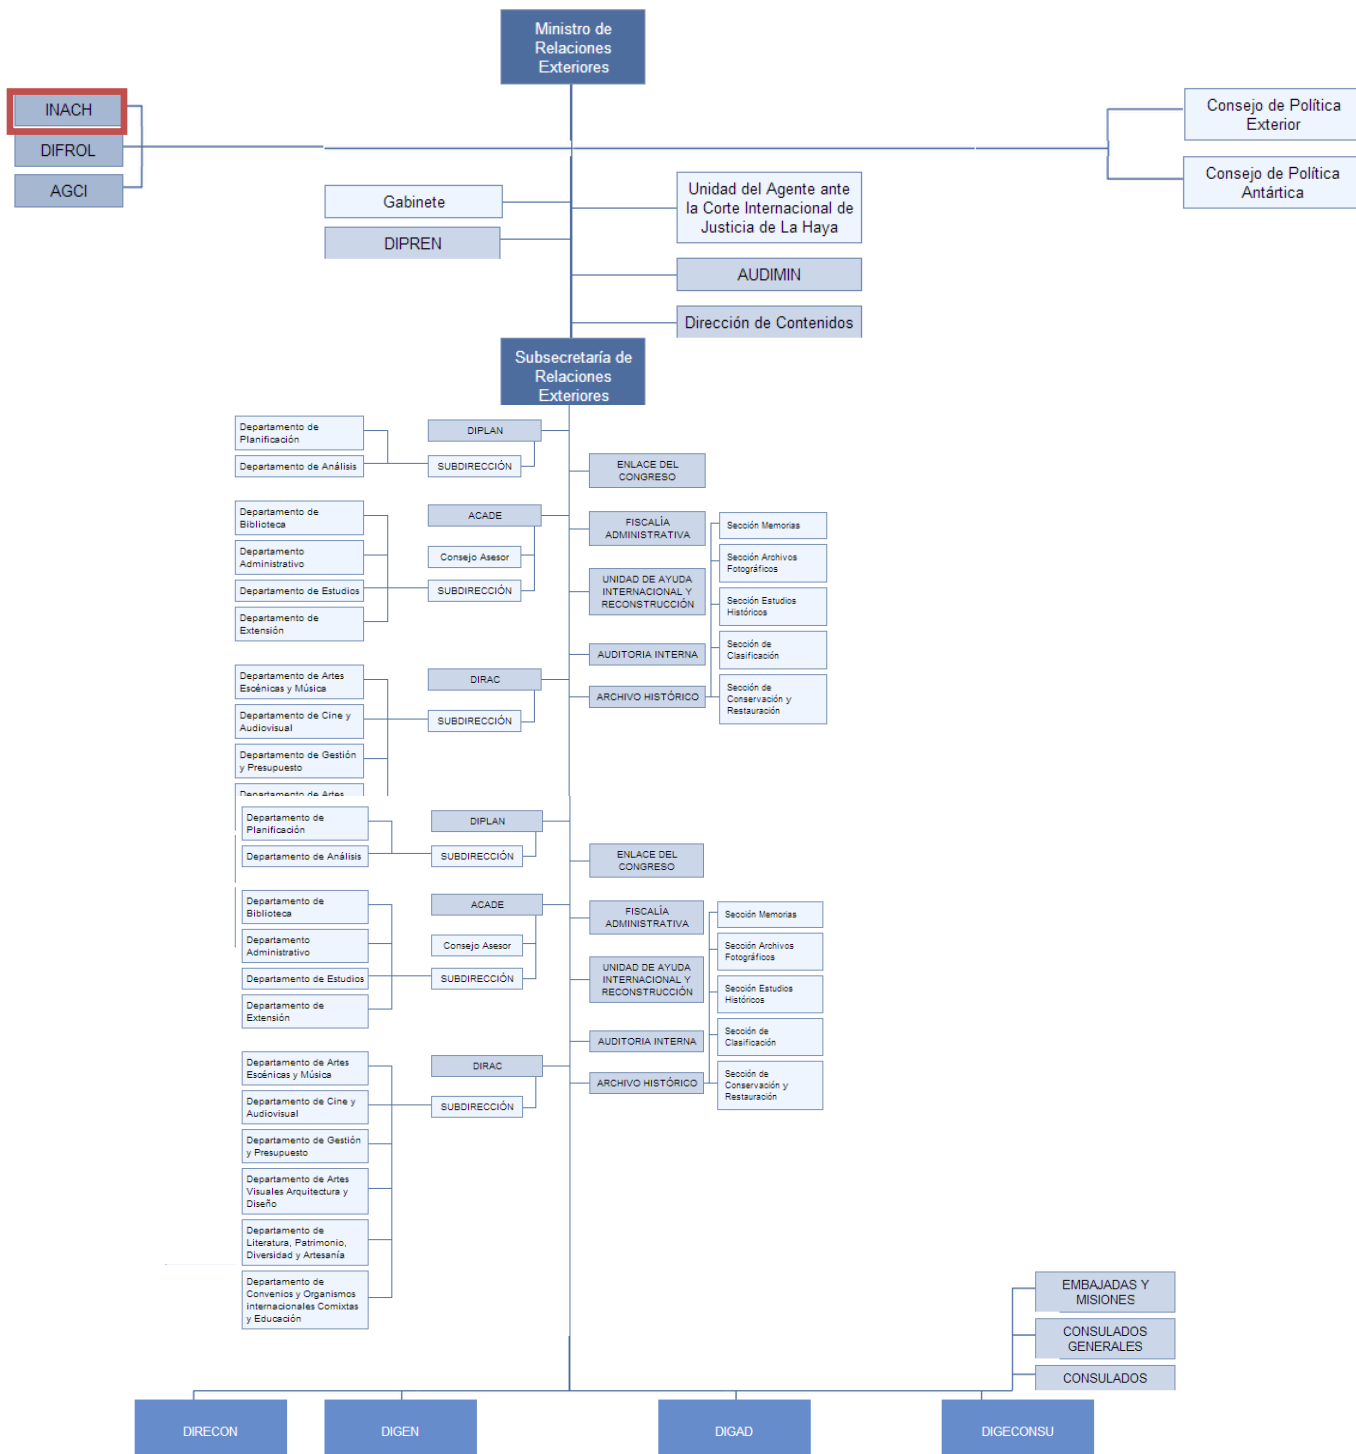 Ministro de
Relaciones
Exteriores
INACH
DIFROL
AGCI
Consejo de Política
Exterior
Consejo de Política
Antártica
Gabinete
DIPREN
Unidad del Agente ante
la Corte Internacional de
Justicia de La Haya
AUDIMIN
Dirección de Contenidos
Subsecretaría de
Relaciones
Exteriores
Departamento de
Planificación
Departamento de Análisis
DIPLAN
SUBDIRECCIÓN
ENLACE DEL
CONGRESO
Departamento de
Biblioteca
Departamento
Administrativo
Departamento de Estudios
Departamento de
Extensión
ACADE
Consejo Asesor
SUBDIRECCIÓN
FISCALÍA
ADMINISTRATIVA
UNIDAD DE AYUDA
INTERNACIONAL Y
RECONSTRUCCIÓN
AUDITORIA INTERNA
ARCHIVO HISTÓRICO
Sección Memorias
Sección Archivos
Fotográficos
Sección Estudios
Históricos
Sección de
Clasificación
Sección de
Conservación y
Restauración
Departamento de Artes
Escénicas y Música
Departamento de Cine y
Audiovisual
Departamento de Gestión
y Presupuesto
Departamento de Artes
DIRAC
SUBDIRECCIÓN
Departamento de
Planificación
Departamento de Análisis
DIPLAN
SUBDIRECCIÓN
ENLACE DEL
CONGRESO
Departamento de
Biblioteca
Departamento
Administrativo
Departamento de Estudios
Departamento de
Extensión
ACADE
Consejo Asesor
SUBDIRECCIÓN
FISCALÍA
ADMINISTRATIVA
UNIDAD DE AYUDA
INTERNACIONAL Y
RECONSTRUCCIÓN
AUDITORIA INTERNA
ARCHIVO HISTÓRICO
Sección Memorias
Sección Archivos
Fotográficos
Sección Estudios
Históricos
Sección de
Clasificación
Sección de
Conservación y
Restauración
Departamento de Artes
Escénicas y Música
Departamento de Cine y
Audiovisual
Departamento de Gestión
y Presupuesto
Departamento de Artes
Visuales Arquitectura y
Diseño
Departamento de
Literatura, Patrimonio,
Diversidad y Artesanía
Departamento de
Convenios y Organismos
internacionales Comixtas
y Educación
DIRAC
SUBDIRECCIÓN
EMBAJADAS Y
MISIONES
CONSULADOS
GENERALES
CONSULADOS
DIRECON
DIGEN
DIGAD
DIGECONSU